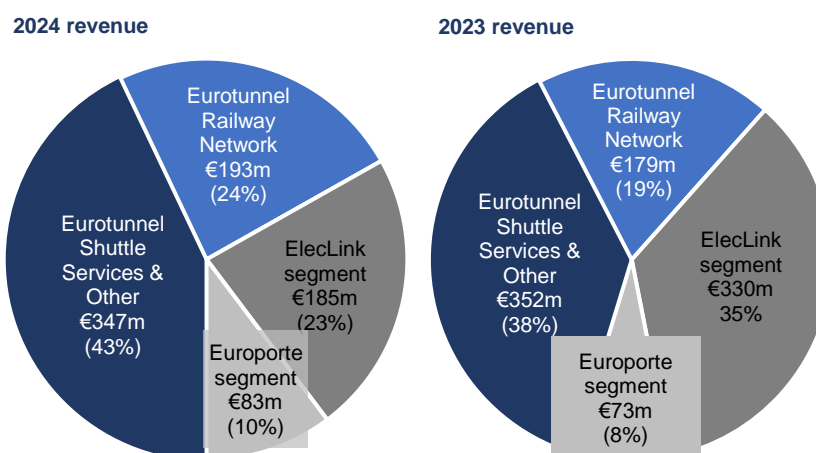 2024 revenue
Eurotunnel
Railway
Network
€193m
(24%)
Eurotunnel
Shuttle
Services &
Other
€347m
(43%)
ElecLink
segment
€185m
(23%)
Europorte
segment
€83m
(10%)
2023 revenue
Eurotunnel
Railway
Network
€179m
(19%)
Eurotunnel
Shuttle
Services &
Other
€352m
(38%)
ElecLink
segment
€330m
35%
Europorte
segment
€73m
(8%)